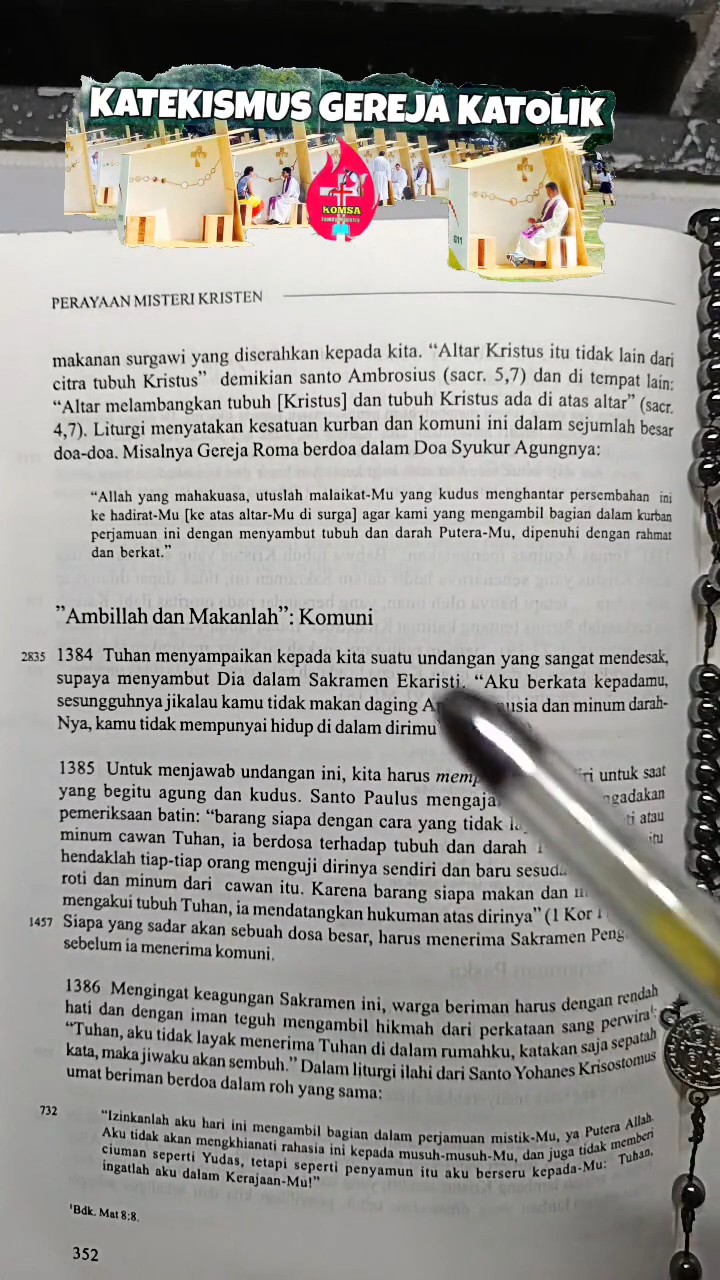 KATEKISMUS GEREJA KATOLIK
KOMSA
011
PERAYAAN MISTERI KRISTEN
makanan surgawi yang diserahkan kepada kita. “Altar Kristus itu tidak lain dari
citra tubuh Kristus” demikian santo Ambrosius (sacr. 5,7) dan di tempat lain:
“Altar melambangkan tubuh [Kristus] dan tubuh Kristus ada di atas altar” (sacr.
4,7). Liturgi menyatakan kesatuan kurban dan komuni ini dalam sejumlah besar
doa-doa. Misalnya Gereja Roma berdoa dalam Doa Syukur Agungnya:
“Allah yang mahakuasa, utuslah malaikat-Mu yang kudus menghantar persembahan ini
ke hadirat-Mu [ke atas altar-Mu di surga] agar kami yang mengambil bagian dalam kurban
perjamuan ini dengan menyambut tubuh dan darah Putera-Mu, dipenuhi dengan rahmat
dan berkat.”
”Ambillah dan Makanlah”: Komuni
2835 1384 Tuhan menyampaikan kepada kita suatu undangan yang sangat mendesak,
supaya menyambut Dia dalam Sakramen Ekaristi. “Aku berkata kepadamu,
sesungguhnya jikalau kamu tidak makan daging dan minum darah-
Nya, kamu tidak mempunyai hidup di dalam dirimu
1385 Untuk menjawab undangan ini, kita harus untuk saat
yang begitu agung dan kudus. Santo Paulus
pemeriksaan batin: “barang siapa dengan cara yang tidak atau
minum cawan Tuhan, ia berdosa terhadap tubuh dan darah
hendaklah tiap-tiap orang menguji dirinya sendiri dan baru
roti dan minum dari cawan itu. Karena barang siapa makan dan
mengakui tubuh Tuhan, ia mendatangkan hukuman atas dirinya” (1 Kor
1457 Siapa yang sadar akan sebuah dosa besar, harus menerima Sakramen
sebelum ia menerima komuni.
1386 Mengingat keagungan Sakramen ini, warga beriman harus dengan rendah
hati dan dengan iman teguh mengambil hikmah dari perkataan sang perwira¹:
“Tuhan, aku tidak layak menerima Tuhan di dalam rumahku, katakan saja sepatah
kata, maka jiwaku akan sembuh.” Dalam liturgi ilahi dari Santo Yohanes Krisostomus
umat beriman berdoa dalam roh yang sama:
732 “Izinkanlah aku hari ini mengambil bagian dalam perjamuan mistik-Mu, ya Putera Allah.
Aku tidak akan mengkhianati rahasia ini kepada musuh-musuh-Mu, dan juga tidak memberi
ciuman seperti Yudas, tetapi seperti penyamun itu aku berseru kepada-Mu: Tuhan,
ingatlah aku dalam Kerajaan-Mu!”
¹Bdk. Mat 8:8.
352